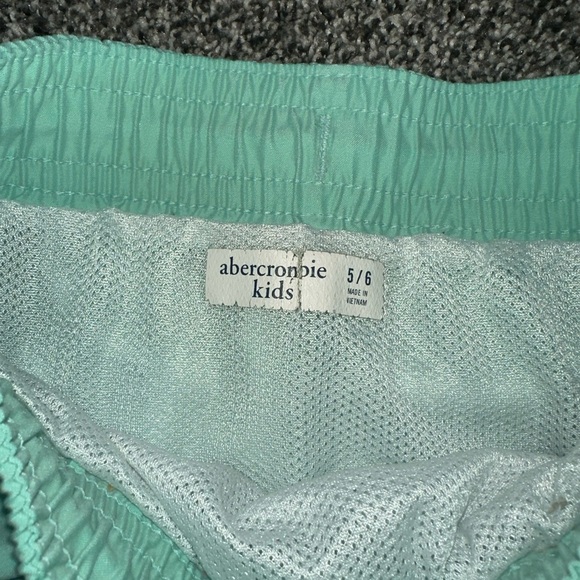 abercrombie
kids
5/6
MADE IN
VIETNAM